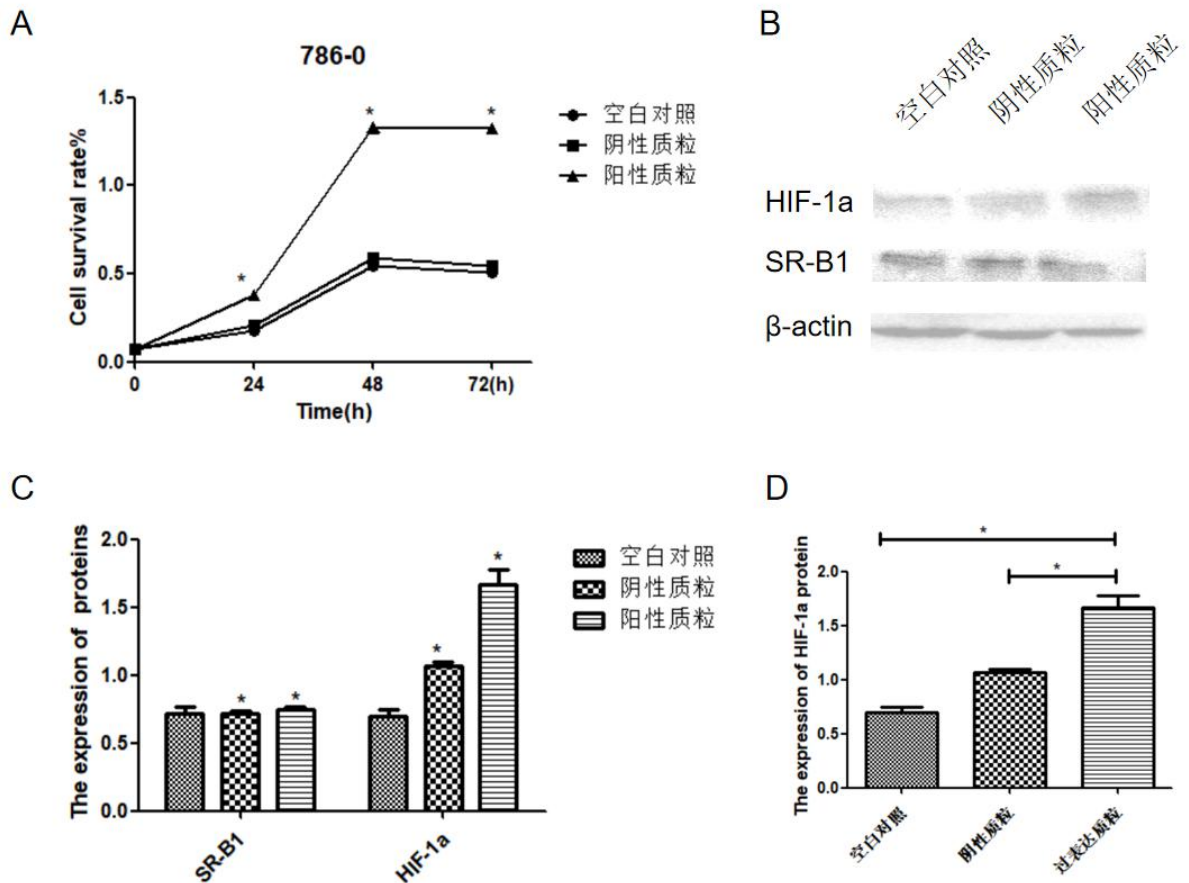 A
786-0
Cell survival rate%
1.5
1.0
0.5
0.0
0
24
48
72(h)
Time(h)
*
*
*
空白对照
阴性质粒
阳性质粒
B
空白对照
阴性质粒
阳性质粒
HIF-1a
SR-B1
β-actin
C
The expression of proteins
2.0
1.5
1.0
0.5
0.0
*
*
*
*
SR-B1
HIF-1a
空白对照
阴性质粒
阳性质粒
D
The expression of HIF-1a protein
2.0
1.5
1.0
0.5
0.0
*
*
空白对照
阴性质粒
过表达质粒